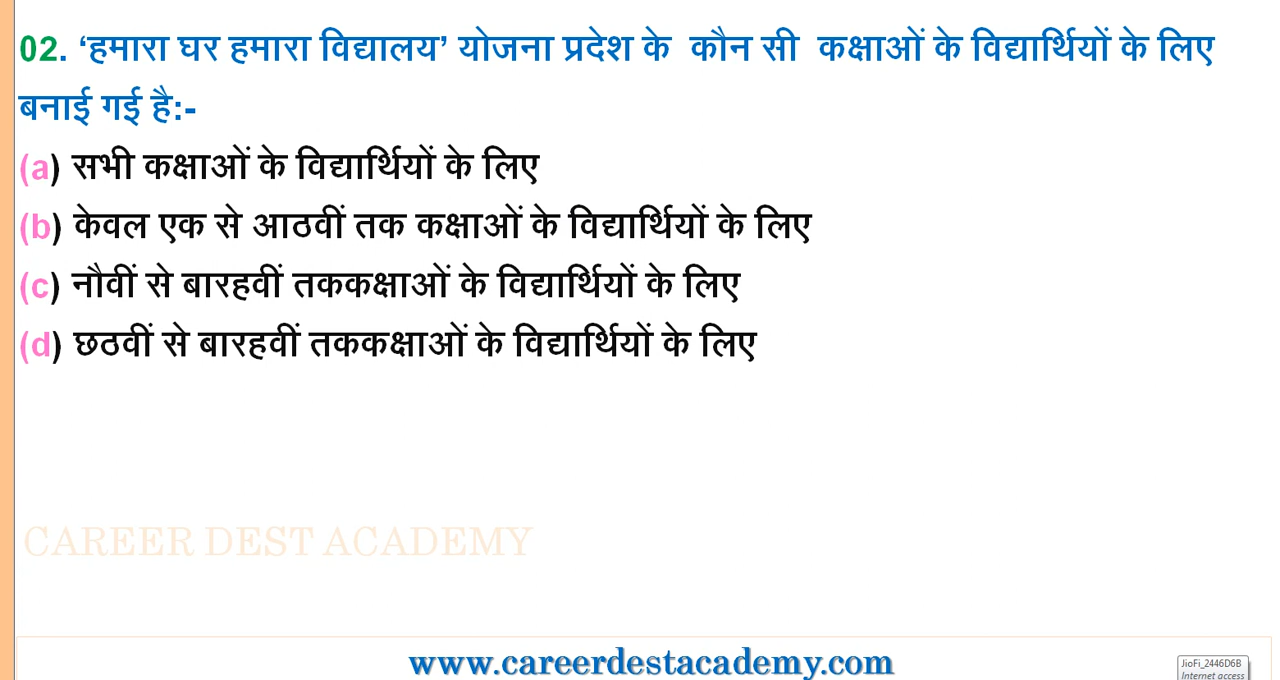 02. ‘हमारा घर हमारा विद्यालय’ योजना प्रदेश के कौन सी कक्षाओं के विद्यार्थियों के लिए
बनाई गई है:-
(a) सभी कक्षाओं के विद्यार्थियों के लिए
(b) केवल एक से आठवीं तक कक्षाओं के विद्यार्थियों के लिए
(c) नौवीं से बारहवीं तककक्षाओं के विद्यार्थियों के लिए
(d) छठवीं से बारहवीं तककक्षाओं के विद्यार्थियों के लिए
CAREER DEST ACADEMY
www.careerdestacademy.com
JioFi_2446D6B
Internet access